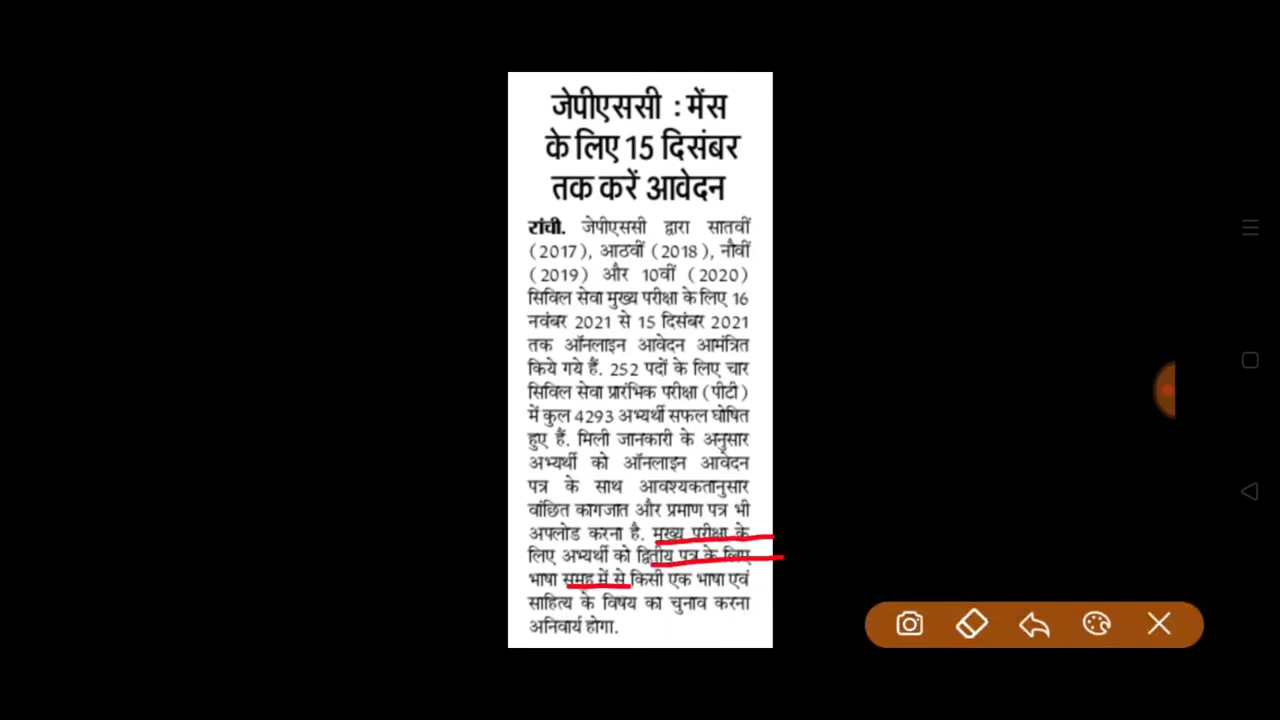 जेपीएससी : मेंस
के लिए 15 दिसंबर
तक करें आवेदन
रांची. जेपीएससी द्वारा सातवीं
(2017), आठवीं (2018), नौवीं
(2019) और 10वीं (2020)
सिविल सेवा मुख्य परीक्षा के लिए 16
नवंबर 2021 से 15 दिसंबर 2021
तक ऑनलाइन आवेदन आमंत्रित
किये गये हैं. 252 पदों के लिए चार
सिविल सेवा प्रारंभिक परीक्षा (पीटी)
में कुल 4293 अभ्यर्थी सफल घोषित
हुए हैं. मिली जानकारी के अनुसार
अभ्यर्थी को ऑनलाइन आवेदन
पत्र के साथ आवश्यकतानुसार
वांछित कागजात और प्रमाण पत्र भी
अपलोड करना है. मुख्य परीक्षा के
लिए अभ्यर्थी को द्वितीय पत्र के लिए
भाषा समूह में से किसी एक भाषा एवं
साहित्य के विषय का चुनाव करना
अनिवार्य होगा.